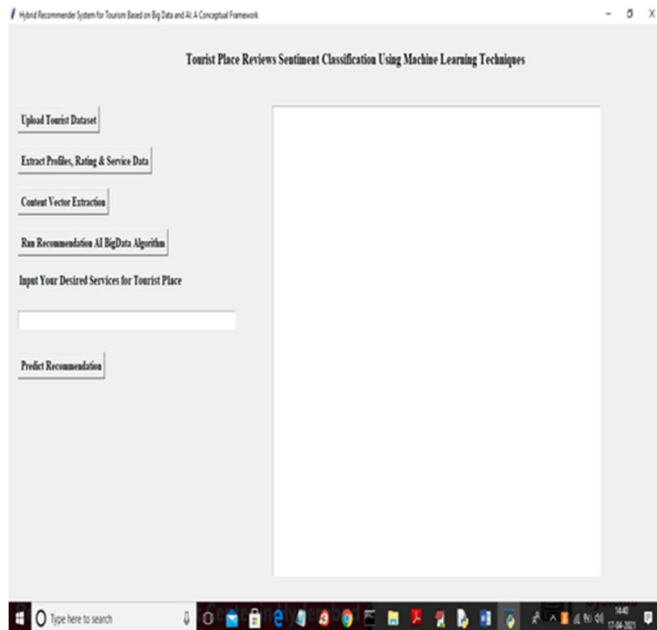 Hybrid Recommender System for Tourism Based on Big Data and AI: A Conceptual Framework
Tourist Place Reviews Sentiment Classification Using Machine Learning Techniques
Upload Tourist Dataset
Extract Profiles, Rating & Service Data
Content Vector Extraction
Run Recommendation AI BigData Algorithm
Input Your Desired Services for Tourist Place
Predict Recommendation
Type here to search
14:40
17-04-2021